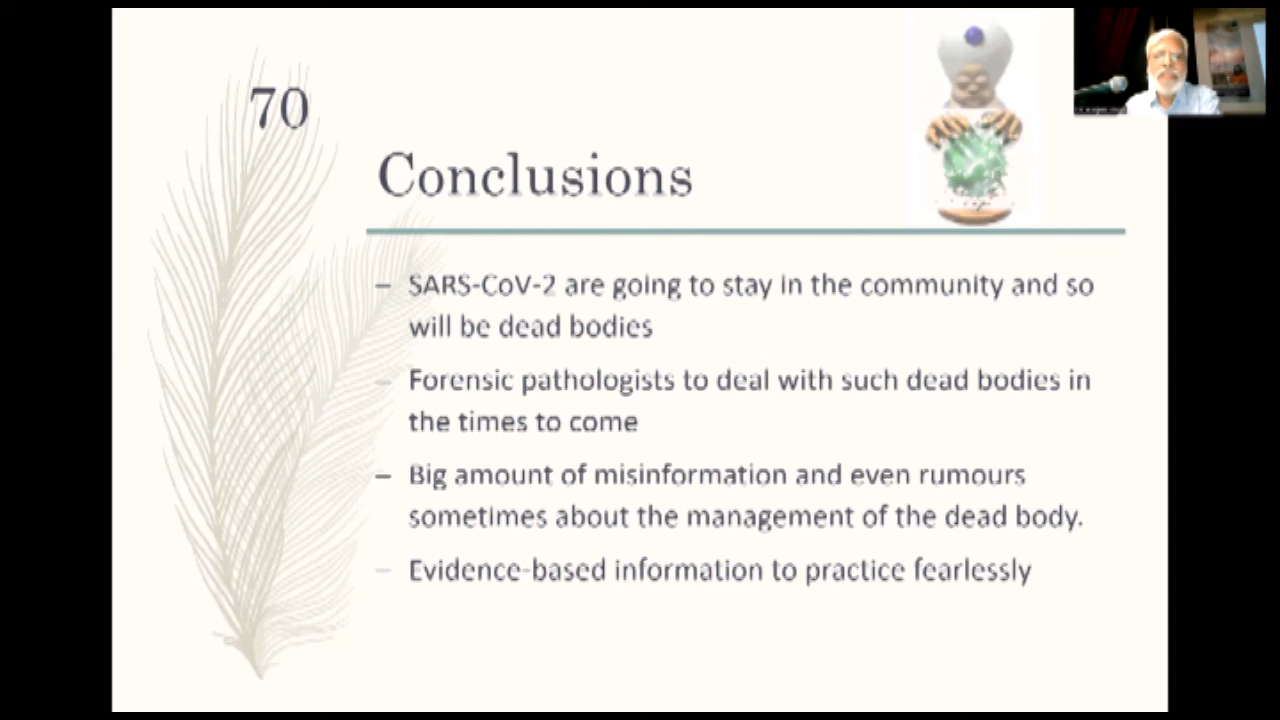 70
Conclusions
– SARS-CoV-2 are going to stay in the community and so
will be dead bodies
– Forensic pathologists to deal with such dead bodies in
the times to come
– Big amount of misinformation and even rumours
sometimes about the management of the dead body.
– Evidence-based information to practice fearlessly